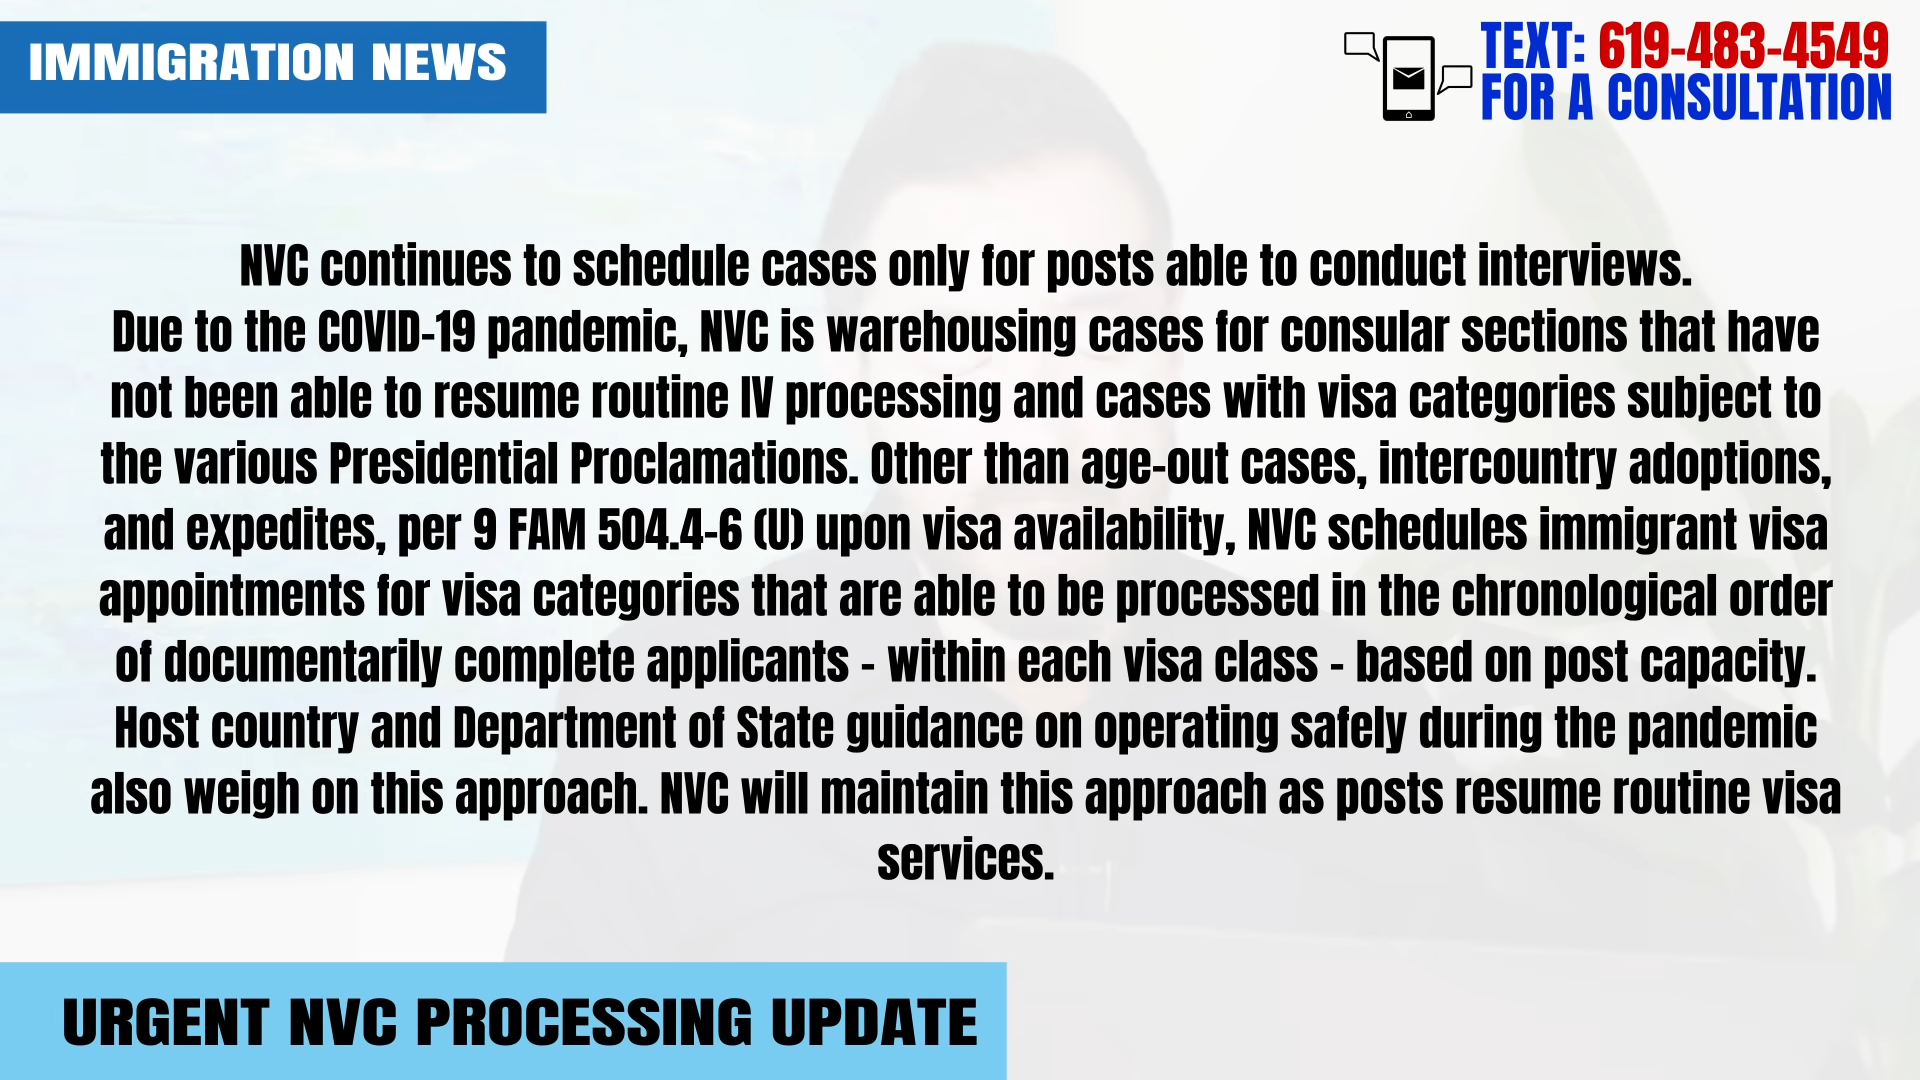 IMMIGRATION NEWS
TEXT: 619-483-4549
FOR A CONSULTATION
NVC continues to schedule cases only for posts able to conduct interviews.
Due to the COVID-19 pandemic, NVC is warehousing cases for consular sections that have
not been able to resume routine IV processing and cases with visa categories subject to
the various Presidential Proclamations. Other than age-out cases, intercountry adoptions,
and expedites, per 9 FAM 504.4-6 (U) upon visa availability, NVC schedules immigrant visa
appointments for visa categories that are able to be processed in the chronological order
of documentarily complete applicants - within each visa class - based on post capacity.
Host country and Department of State guidance on operating safely during the pandemic
also weigh on this approach. NVC will maintain this approach as posts resume routine visa
services.
URGENT NVC PROCESSING UPDATE